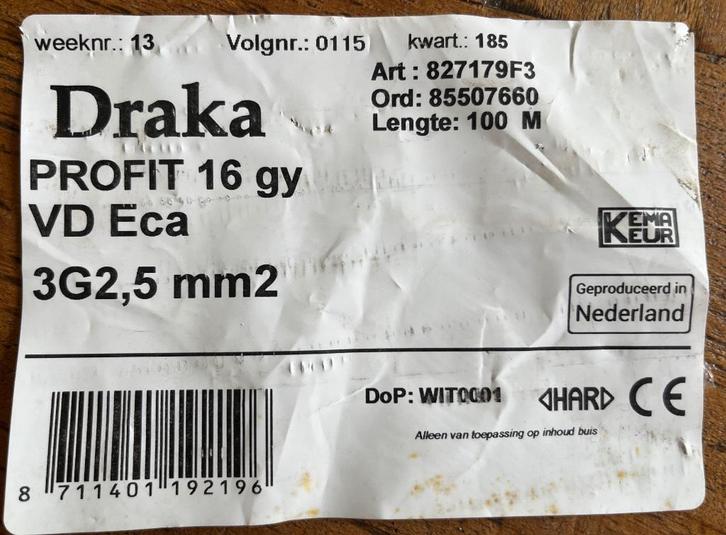 weeknr.: 13 Volgnr.: 0115 kwart.: 185
Art : 827179F3
Ord: 85507660
Lengte: 100 M
Draka
PROFIT 16 gy
VD Eca
3G2,5 mm2
KEMA
KEUR
Geproduceerd in
Nederland
DoP: WIT0001 ◁HAR▷ CE
Alleen van toepassing op inhoud buis
8 711401 192196